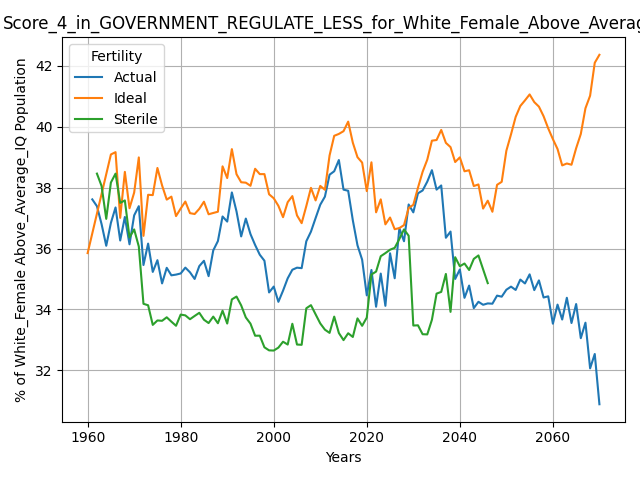 Score_4_in_GOVERNMENT_REGULATE_LESS_for_White_Female_Above_Averag
Fertility
Actual
Ideal
Sterile
% of White_Female Above_Average_IQ Population
42
40
38
36
34
32
1960 1980 2000 2020 2040 2060
Years